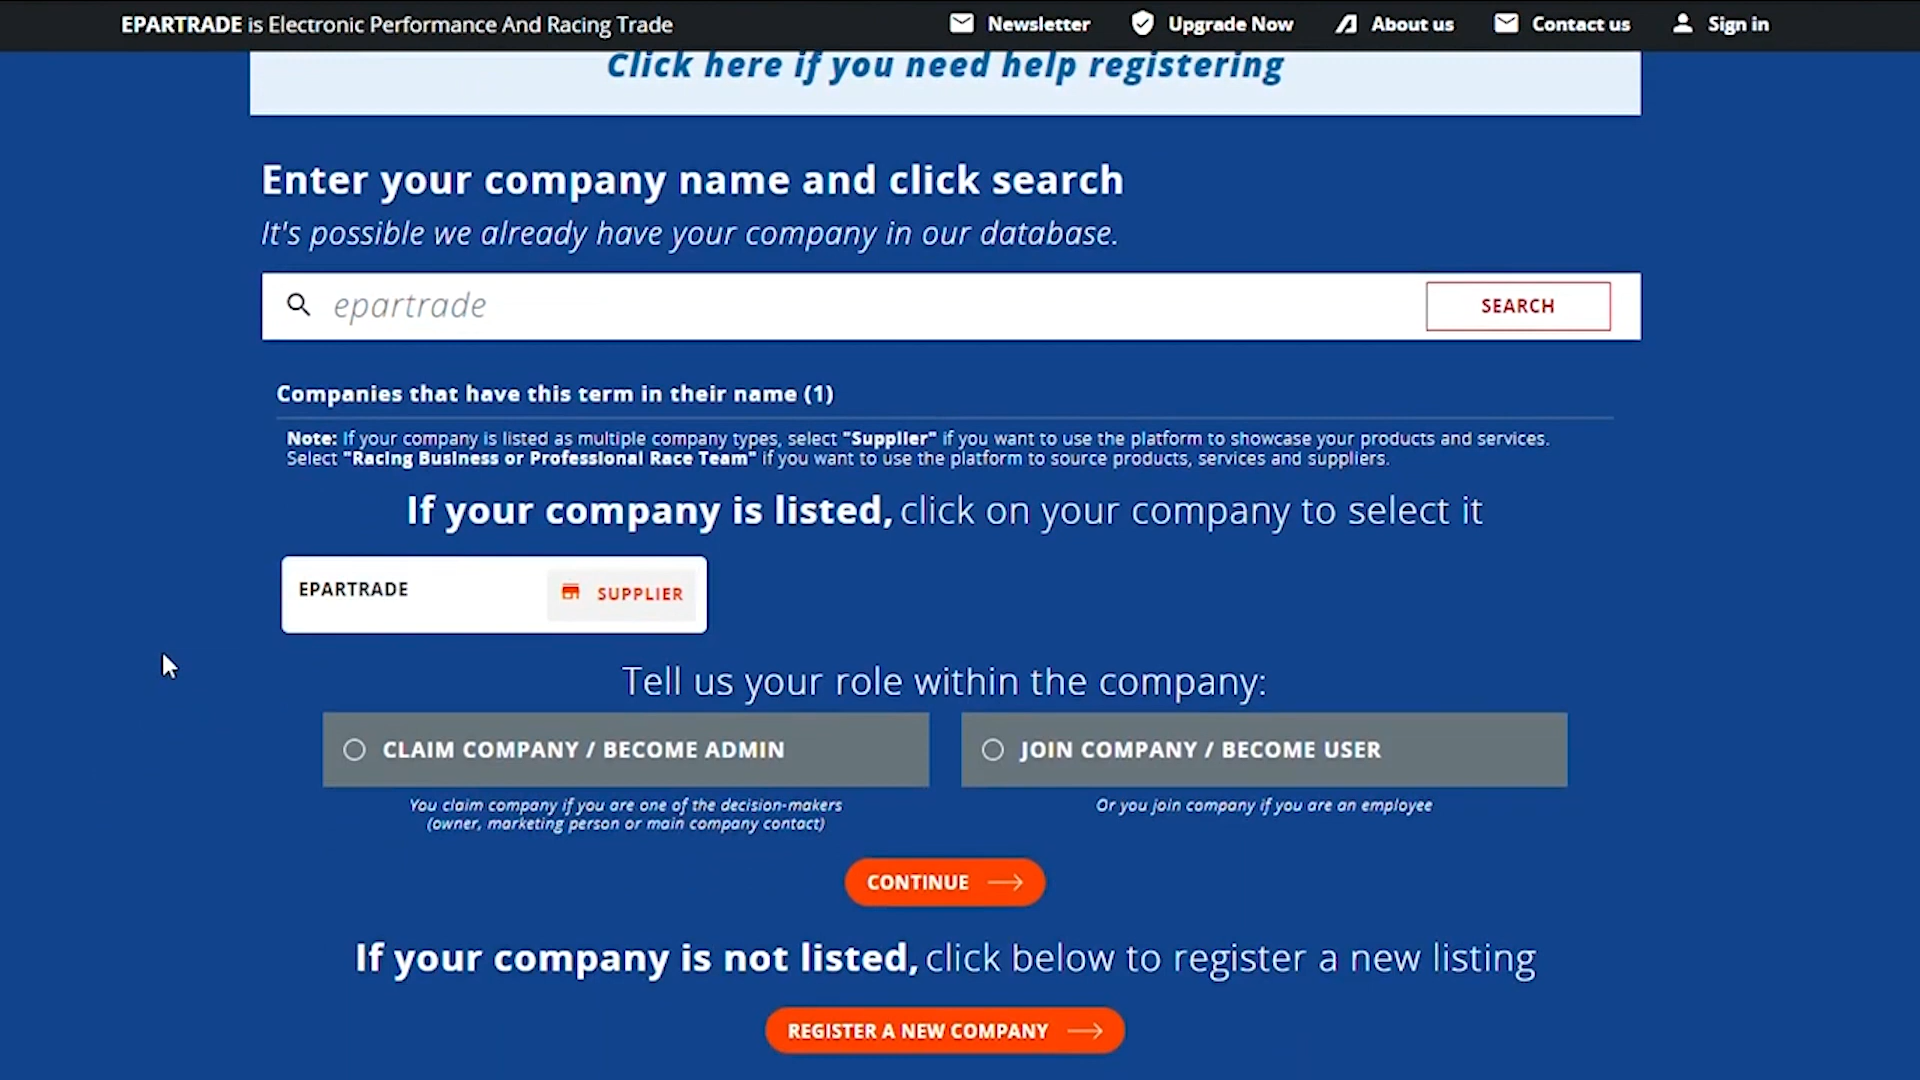 EPARTRADE is Electronic Performance And Racing Trade
Newsletter
Upgrade Now
About us
Contact us
Sign in
Click here if you need help registering
Enter your company name and click search
It's possible we already have your company in our database.
epartrade
SEARCH
Companies that have this term in their name (1)
Note: If your company is listed as multiple company types, select "Supplier" if you want to use the platform to showcase your products and services.
Select "Racing Business or Professional Race Team" if you want to use the platform to source products, services and suppliers.
If your company is listed, click on your company to select it
EPARTRADE
SUPPLIER
Tell us your role within the company:
CLAIM COMPANY / BECOME ADMIN
JOIN COMPANY / BECOME USER
You claim company if you are one of the decision-makers
(owner, marketing person or main company contact)
Or you join company if you are an employee
CONTINUE
If your company is not listed, click below to register a new listing
REGISTER A NEW COMPANY